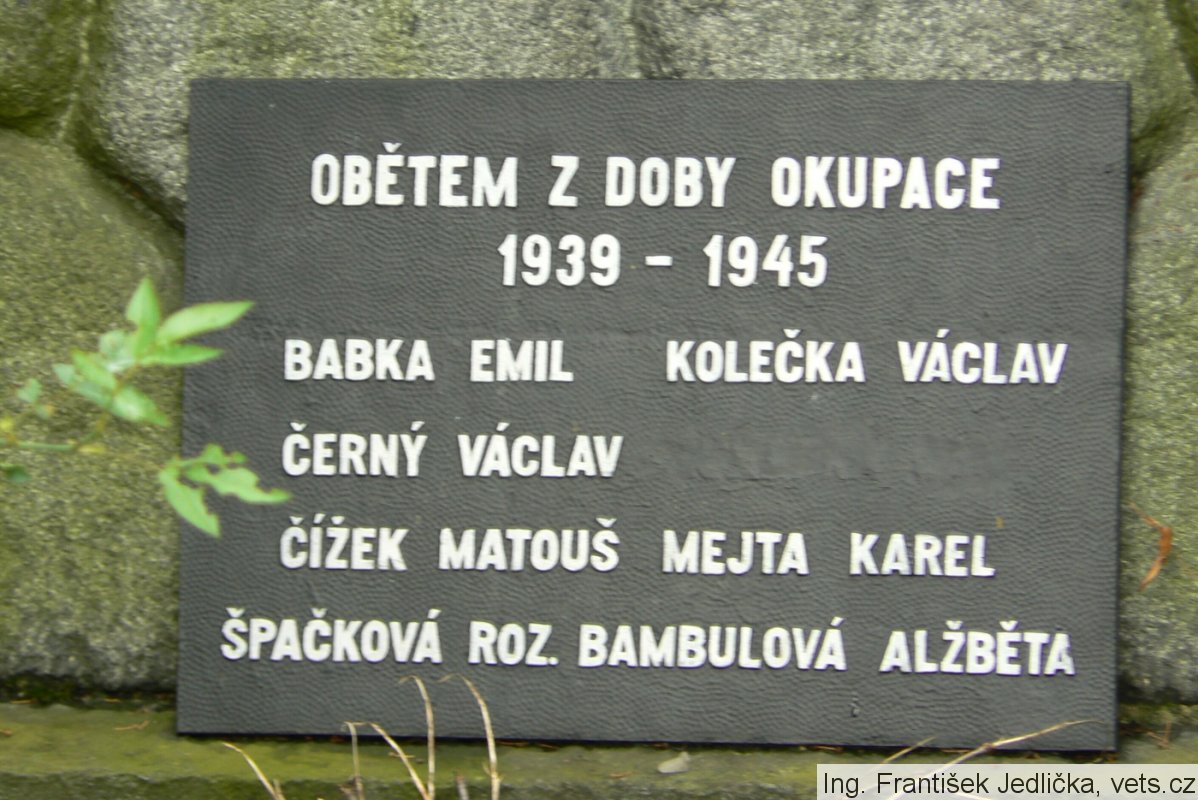 OBĚTEM Z DOBY OKUPACE
1939 - 1945
BABKA EMIL KOLEČKA VÁCLAV
ČERNÝ VÁCLAV
ČÍŽEK MATOUŠ MEJTA KAREL
ŠPAČKOVÁ ROZ. BAMBULOVÁ ALŽBĚTA
Ing. František Jedlička, vets.cz